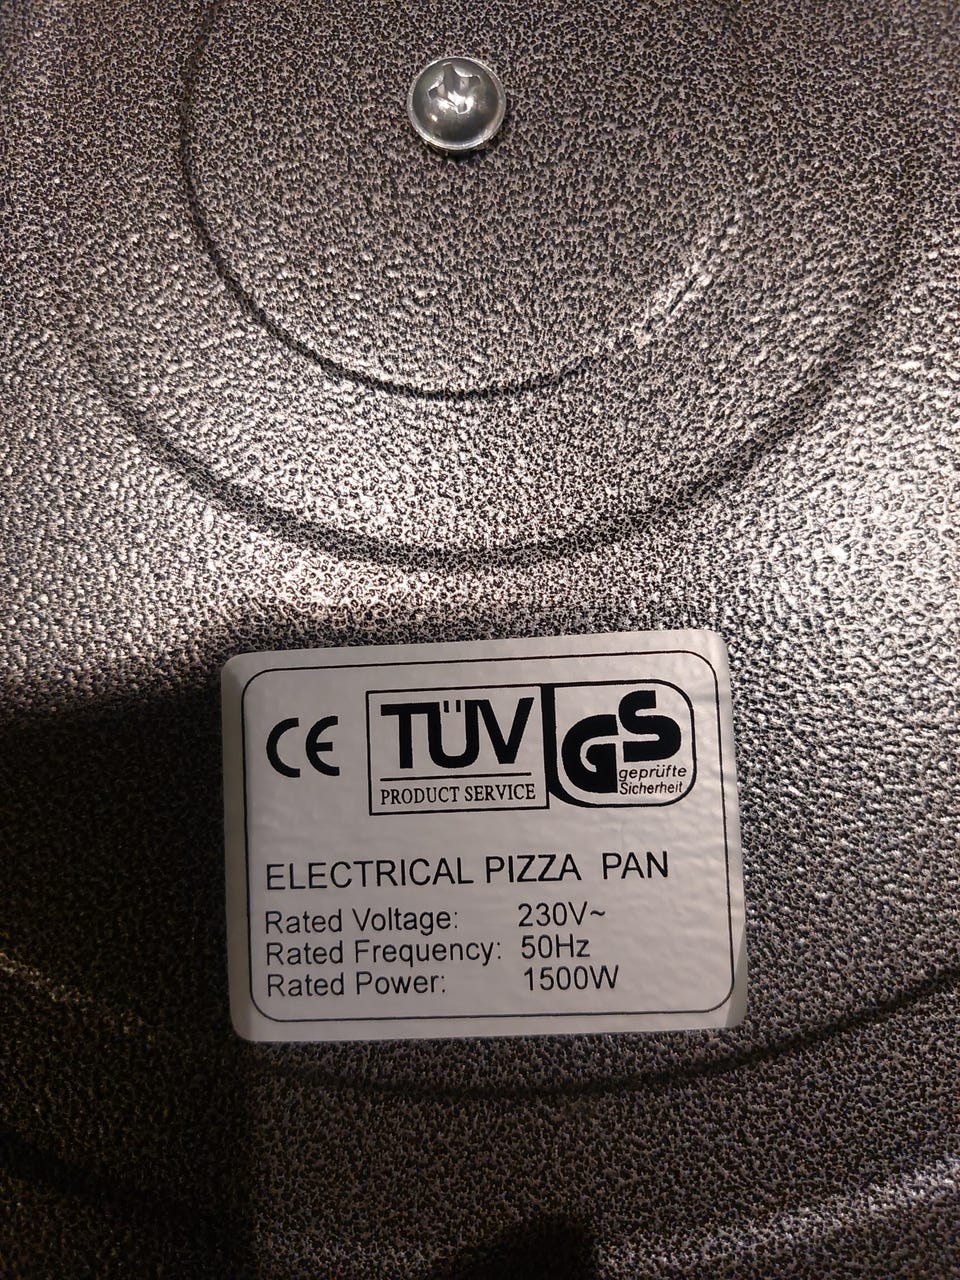 CE TÜV GS
PRODUCT SERVICE
geprüfte
Sicherheit
ELECTRICAL PIZZA PAN
Rated Voltage: 230V~
Rated Frequency: 50Hz
Rated Power: 1500W